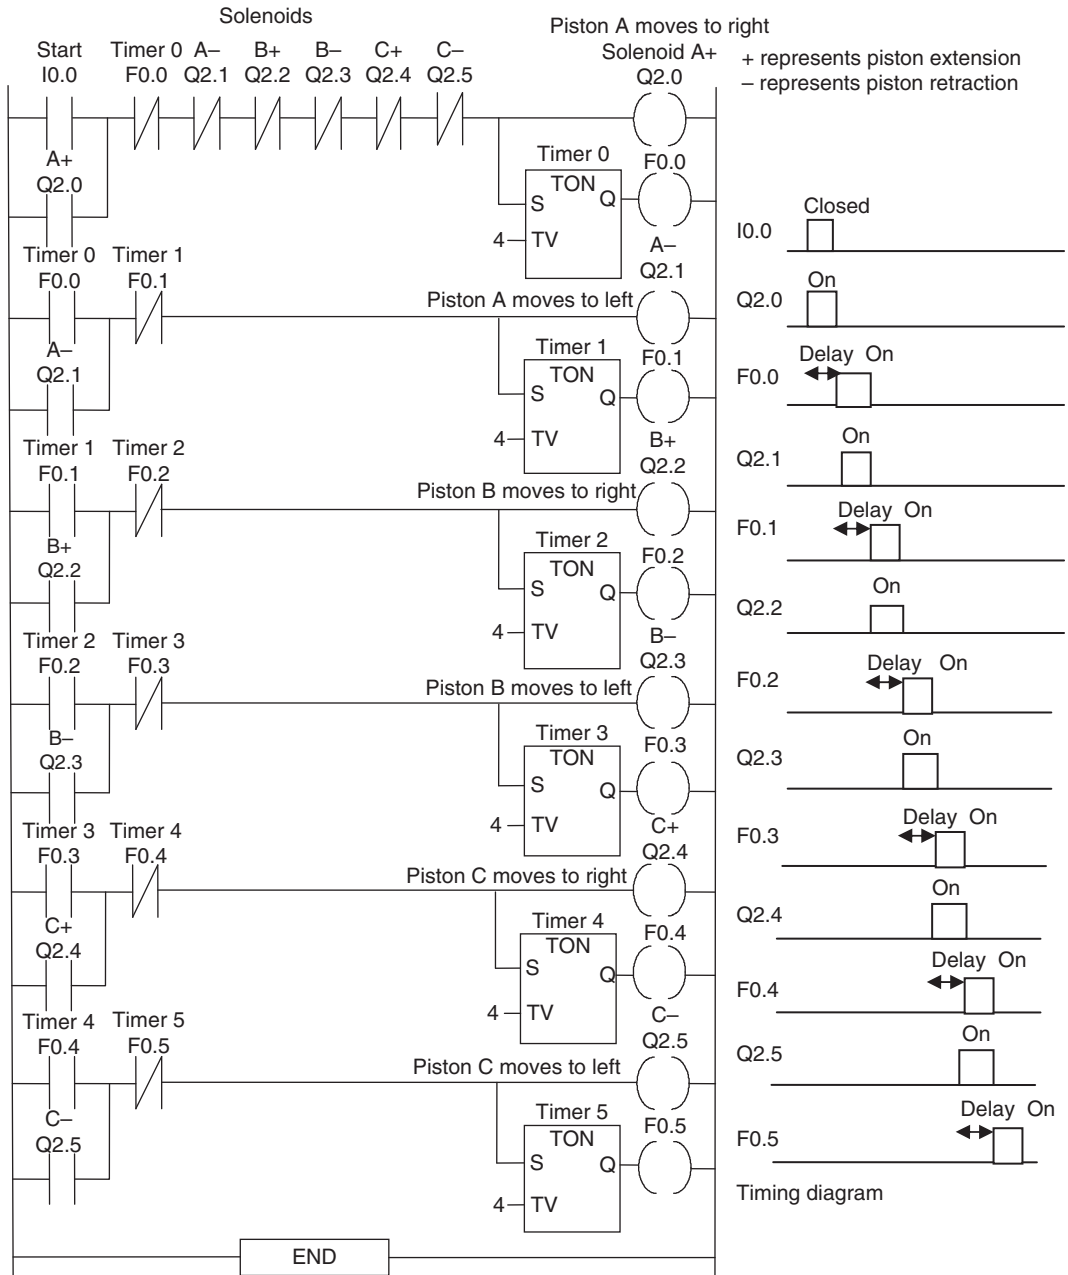 Solenoids
Piston A moves to right
Start Timer 0 A– B+ B– C+ C– Solenoid A+
I0.0 F0.0 Q2.1 Q2.2 Q2.3 Q2.4 Q2.5 Q2.0
+ represents piston extension
– represents piston retraction
A+
Q2.0
Timer 0 F0.0
TON
S Q
4 TV
Timer 0 Timer 1 A–
F0.0 F0.1 Q2.1
Piston A moves to left
A–
Q2.1
Timer 1 F0.1
TON
S Q
4 TV
Timer 1 Timer 2 B+
F0.1 F0.2 Q2.2
Piston B moves to right
B+
Q2.2
Timer 2 F0.2
TON
S Q
4 TV
Timer 2 Timer 3 B–
F0.2 F0.3 Q2.3
Piston B moves to left
B–
Q2.3
Timer 3 F0.3
TON
S Q
4 TV
Timer 3 Timer 4 C+
F0.3 F0.4 Q2.4
Piston C moves to right
C+
Q2.4
Timer 4 F0.4
TON
S Q
4 TV
Timer 4 Timer 5 C–
F0.4 F0.5 Q2.5
Piston C moves to left
C–
Q2.5
Timer 5 F0.5
TON
S Q
4 TV
END
Closed
I0.0
On
Q2.0
Delay On
F0.0
On
Q2.1
Delay On
F0.1
On
Q2.2
Delay On
F0.2
On
Q2.3
Delay On
F0.3
On
Q2.4
Delay On
F0.4
On
Q2.5
Delay On
F0.5
Timing diagram